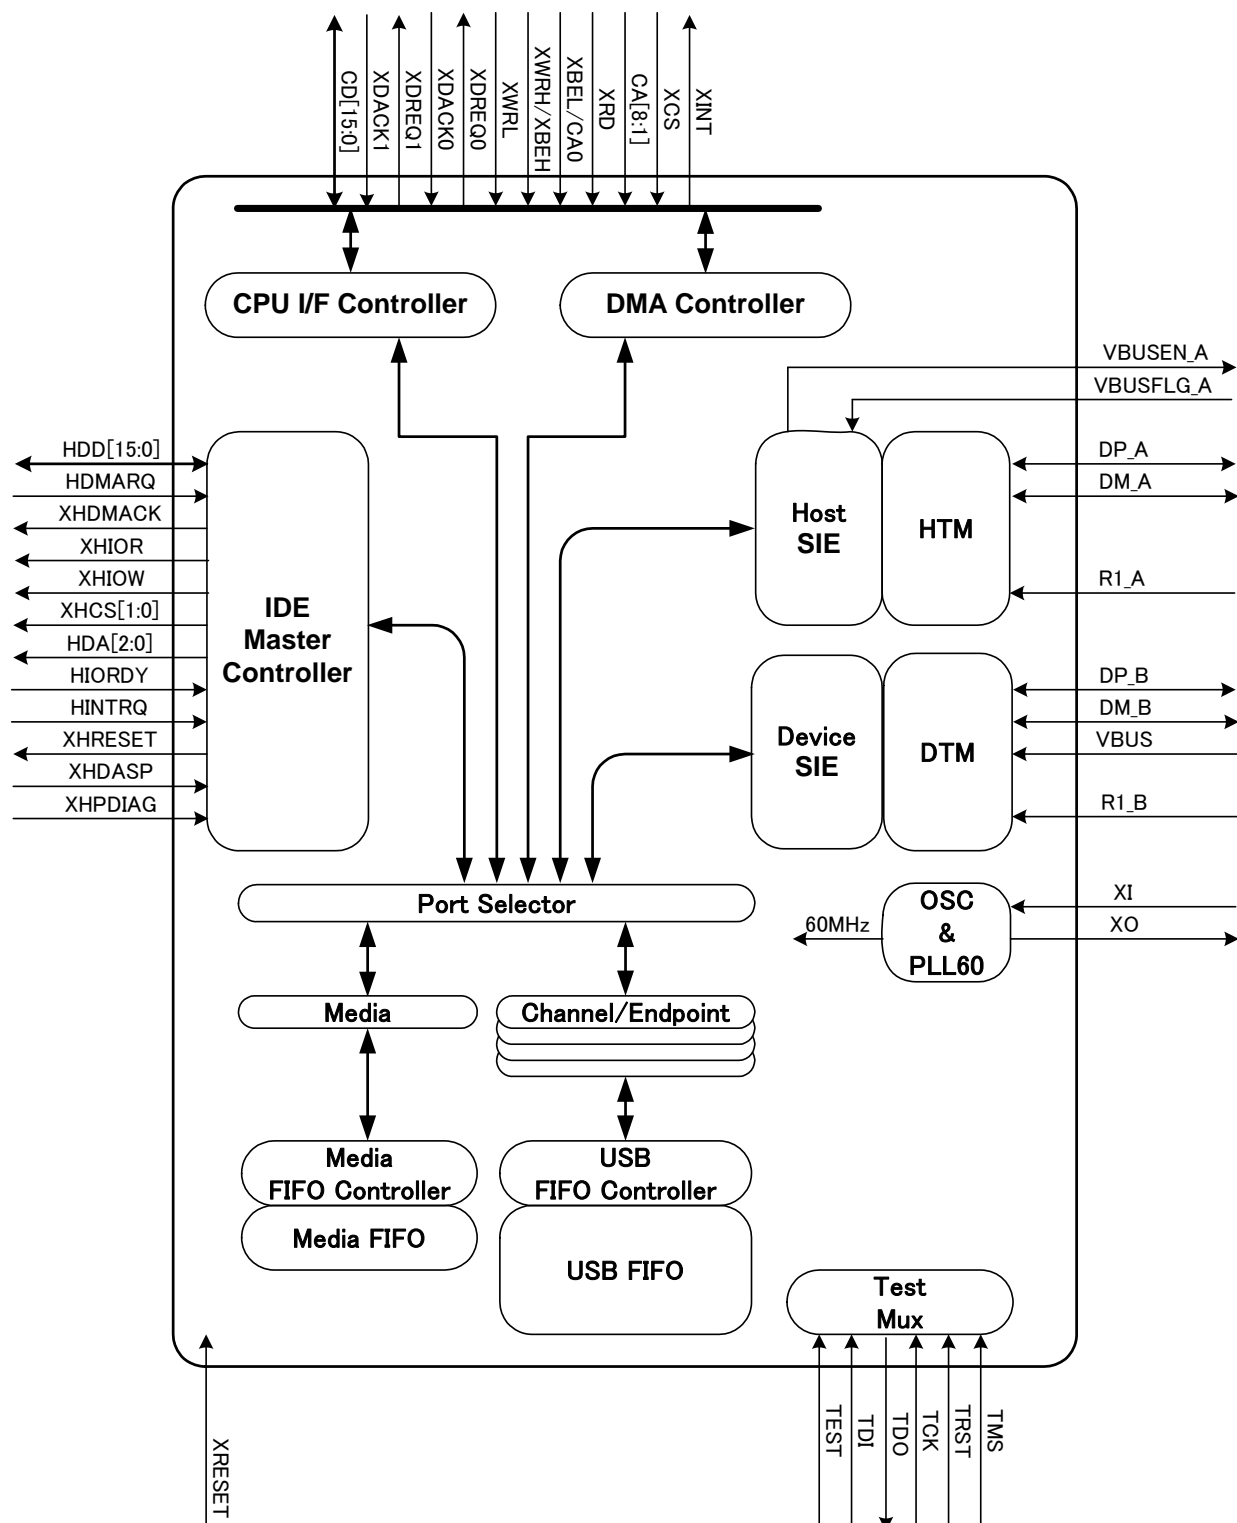 CD[15:0]
XDACK1
XDREQ1
XDACK0
XDREQ0
XWRL
XWRH/XBEH
XBEL/CA0
XRD
CA[8:1]
XCS
XINT
CPU I/F Controller
DMA Controller
VBUSEN_A
VBUSFLG_A
HDD[15:0]
HDMARQ
XHDMACK
XHIOR
XHIOW
XHCS[1:0]
HDA[2:0]
HIORDY
HINTRQ
XHRESET
XHDASP
XHPDIAG
IDE
Master
Controller
Host
SIE
HTM
DP_A
DM_A
R1_A
Device
SIE
DTM
DP_B
DM_B
VBUS
R1_B
Port Selector
60MHz
OSC
&
PLL60
XI
XO
Media
Channel/Endpoint
Media
FIFO Controller
Media FIFO
USB
FIFO Controller
USB FIFO
Test
Mux
XRESET
TEST
TDI
TDO
TCK
TRST
TMS